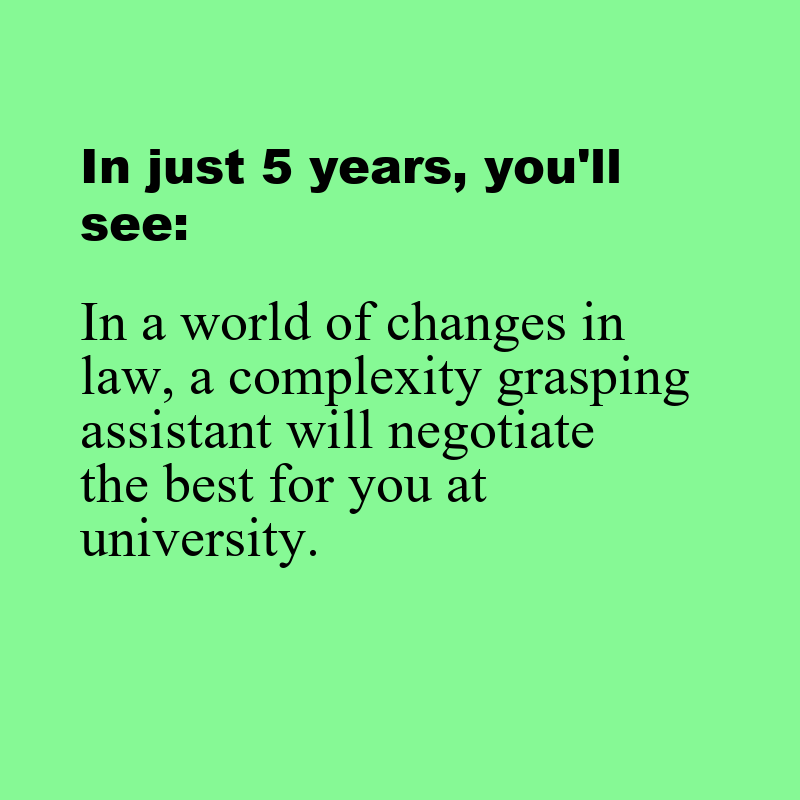 In just 5 years, you'll
see:
In a world of changes in
law, a complexity grasping
assistant will negotiate
the best for you at
university.